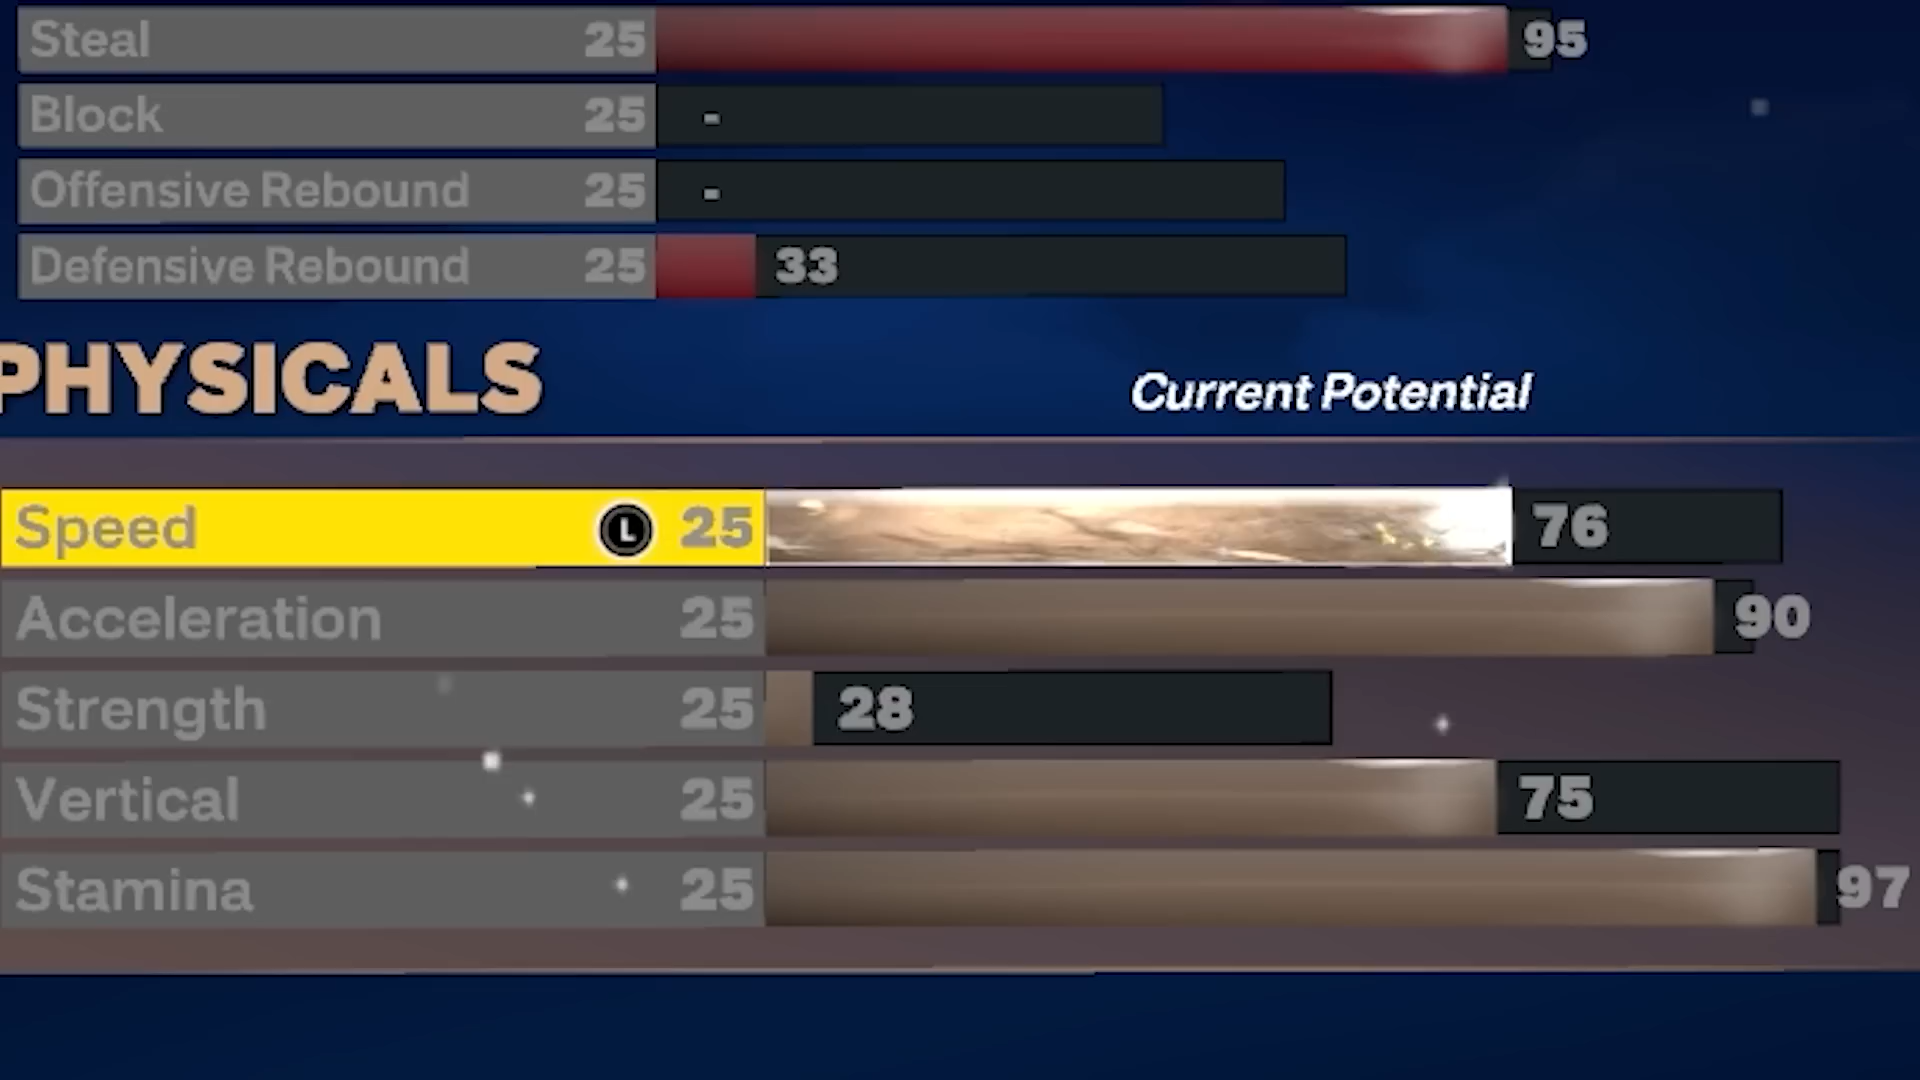 Steal 25 95
Block 25 -
Offensive Rebound 25 -
Defensive Rebound 25 33
PHYSICALS Current Potential
Speed L 25 76
Acceleration 25 90
Strength 25 28
Vertical 25 75
Stamina 25 97